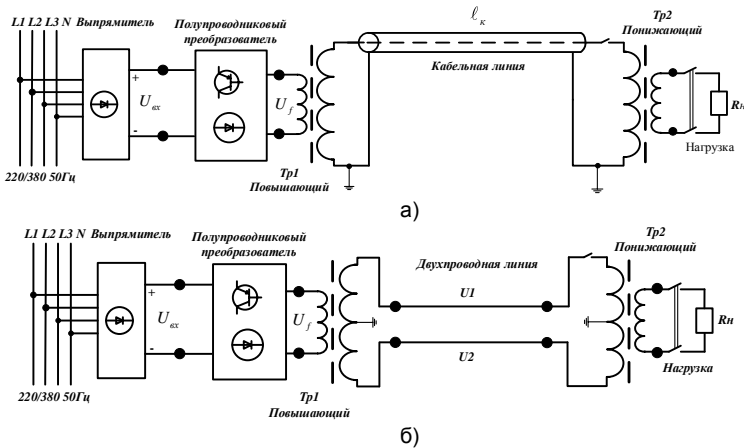 L1 L2 L3 N Выпрямитель
Полупроводниковый
преобразователь
ℓк
Тр2
Понижающий
+
Uвх
-
Uf
Кабельная линия
Rн
Нагрузка
220/380 50Гц
Тр1
Повышающий
а)
L1 L2 L3 N Выпрямитель
Полупроводниковый
преобразователь
Двухпроводная линия
Тр2
Понижающий
+
Uвх
-
Uf
U1
U2
Rн
Нагрузка
220/380 50Гц
Тр1
Повышающий
б)